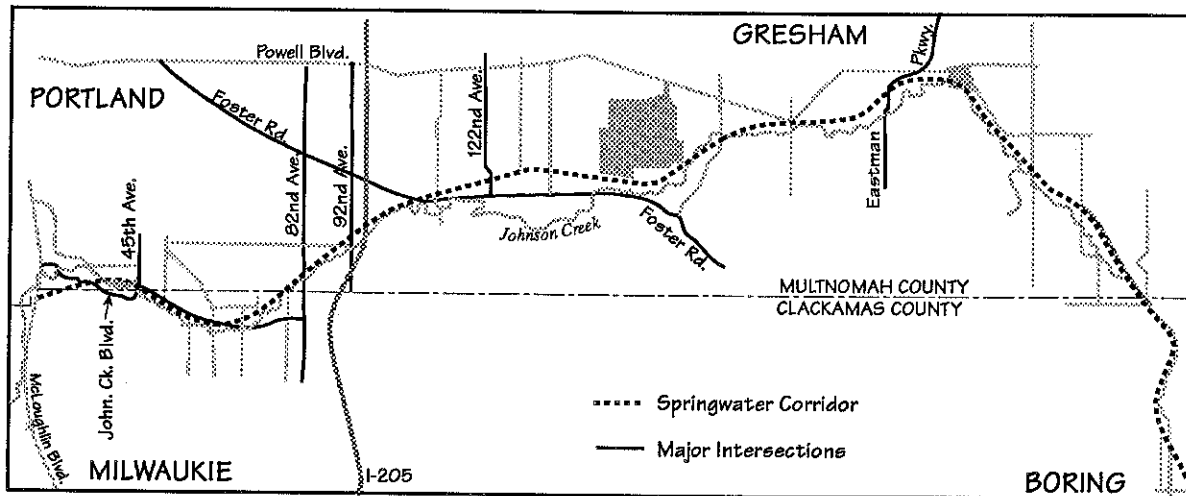 GRESHAM
Pkwy.
Powell Blvd.
PORTLAND
Foster Rd.
122nd Ave.
82nd Ave.
92nd Ave.
Eastman
45th Ave.
Johnson Creek
Foster Rd.
MULTNOMAH COUNTY
CLACKAMAS COUNTY
John. Ck. Blvd.
McLoughlin Blvd.
Springwater Corridor
Major Intersections
MILWAUKIE
I-205
BORING